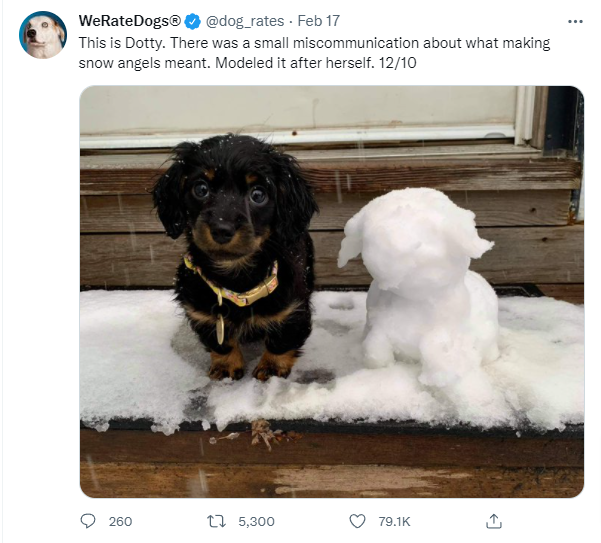 WeRateDogs® @dog_rates · Feb 17
This is Dotty. There was a small miscommunication about what making
snow angels meant. Modeled it after herself. 12/10
260 5,300 79.1K